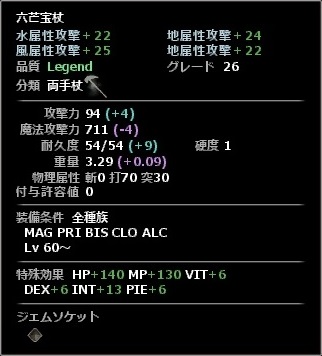 六芒宝杖
水属性攻撃＋22 地属性攻撃＋24
風属性攻撃＋25 地属性攻撃＋22
品質 Legend グレード 26
分類 両手杖
攻撃力 94 (+4)
魔法攻撃力 711 (-4)
耐久度 54/54 (+9) 硬度 1
重量 3.29 (+0.09)
物理属性 斬0 打70 突30
付与許容値 0
装備条件 全種族
MAG PRI BIS CLO ALC
Lv 60～
特殊効果 HP+140 MP+130 VIT+6
DEX+6 INT+13 PIE+6
ジェムソケット